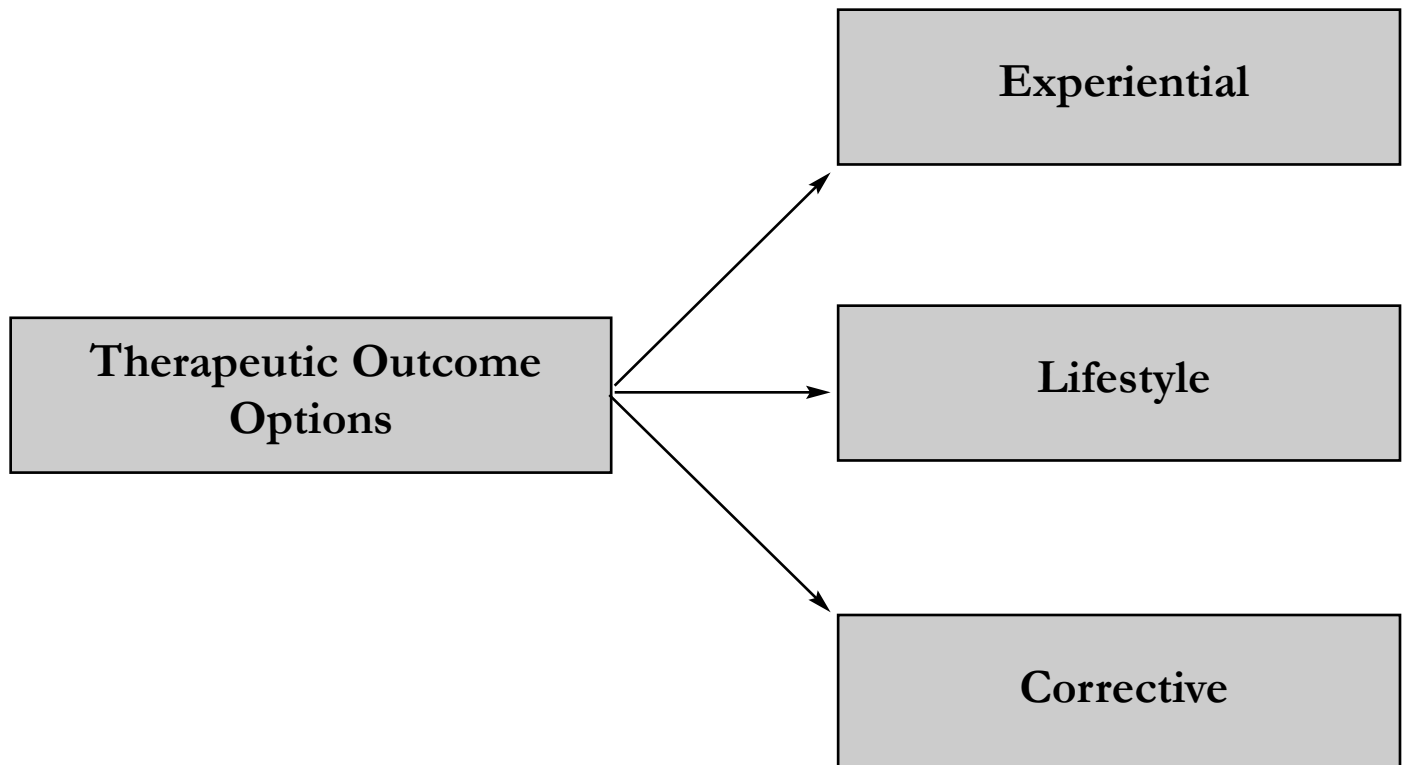 Experiential
Therapeutic Outcome
Options
Lifestyle
Corrective